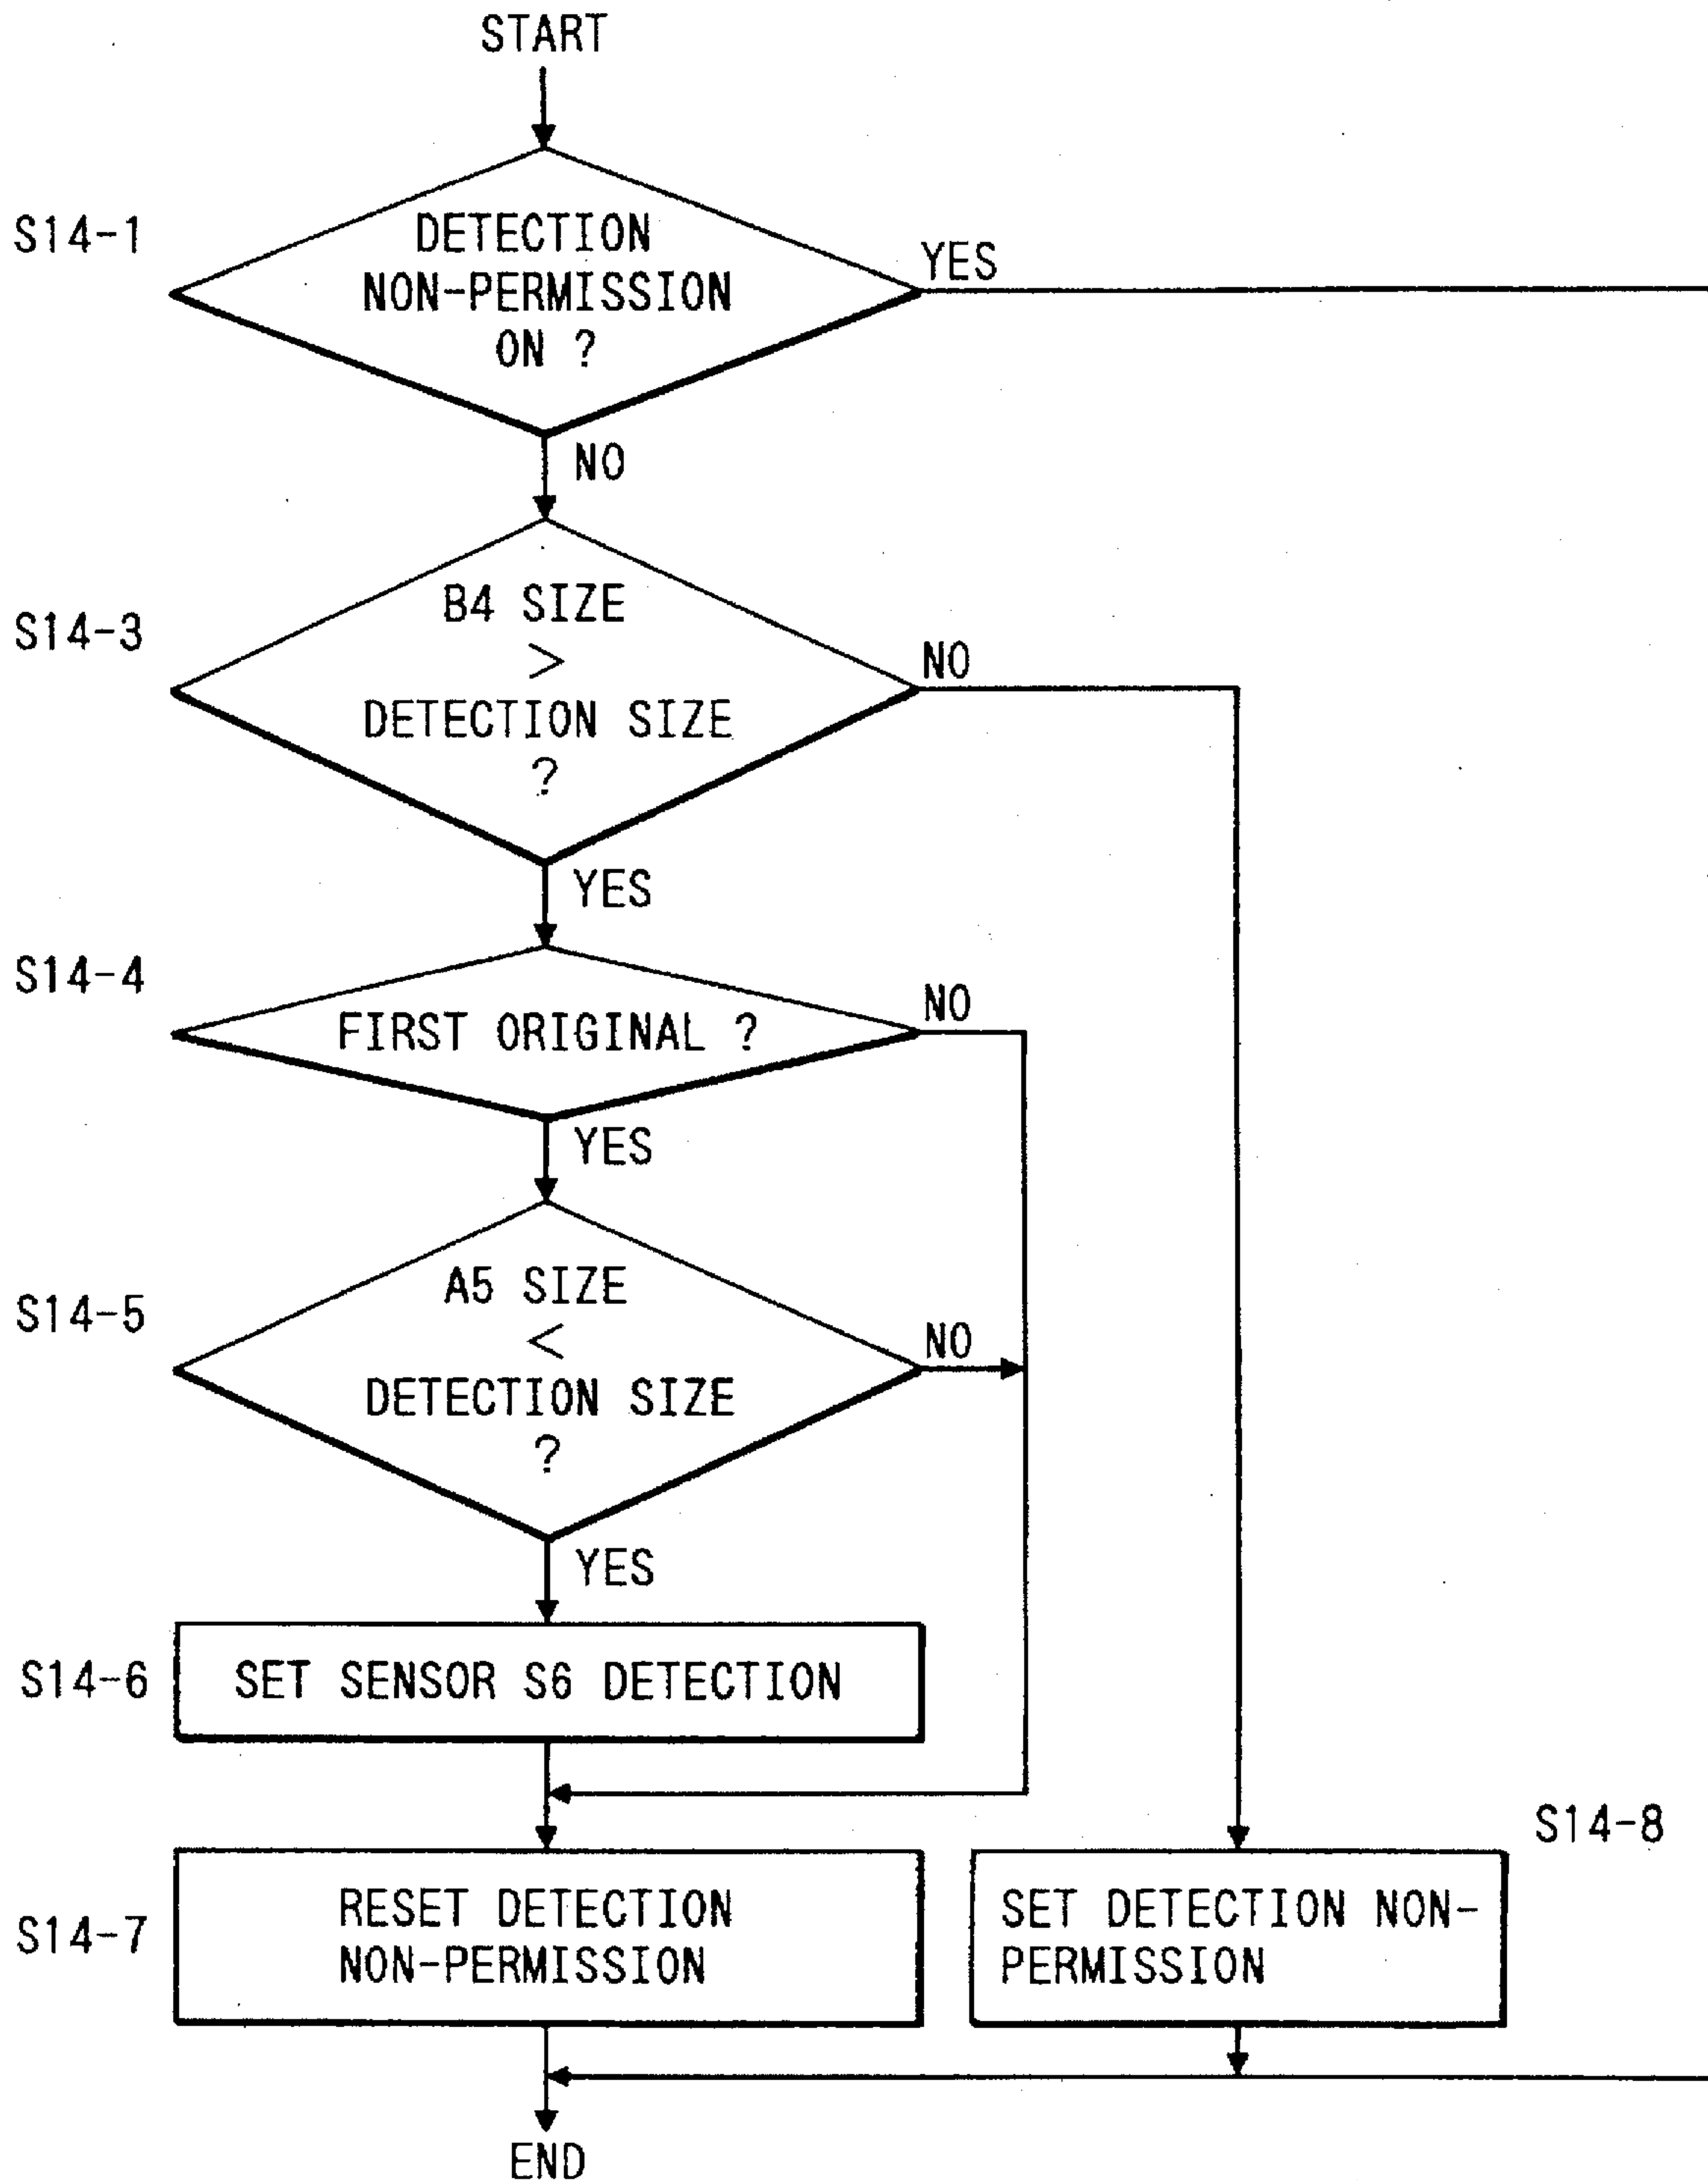 START
S14-1
DETECTION
NON-PERMISSION
ON ?
YES
NO
S14-3
B4 SIZE
>
DETECTION SIZE
?
NO
YES
S14-4
FIRST ORIGINAL ?
NO
YES
S14-5
A5 SIZE
<
DETECTION SIZE
?
NO
YES
S14-6
SET SENSOR S6 DETECTION
S14-7
RESET DETECTION
NON-PERMISSION
S14-8
SET DETECTION NON-
PERMISSION
END